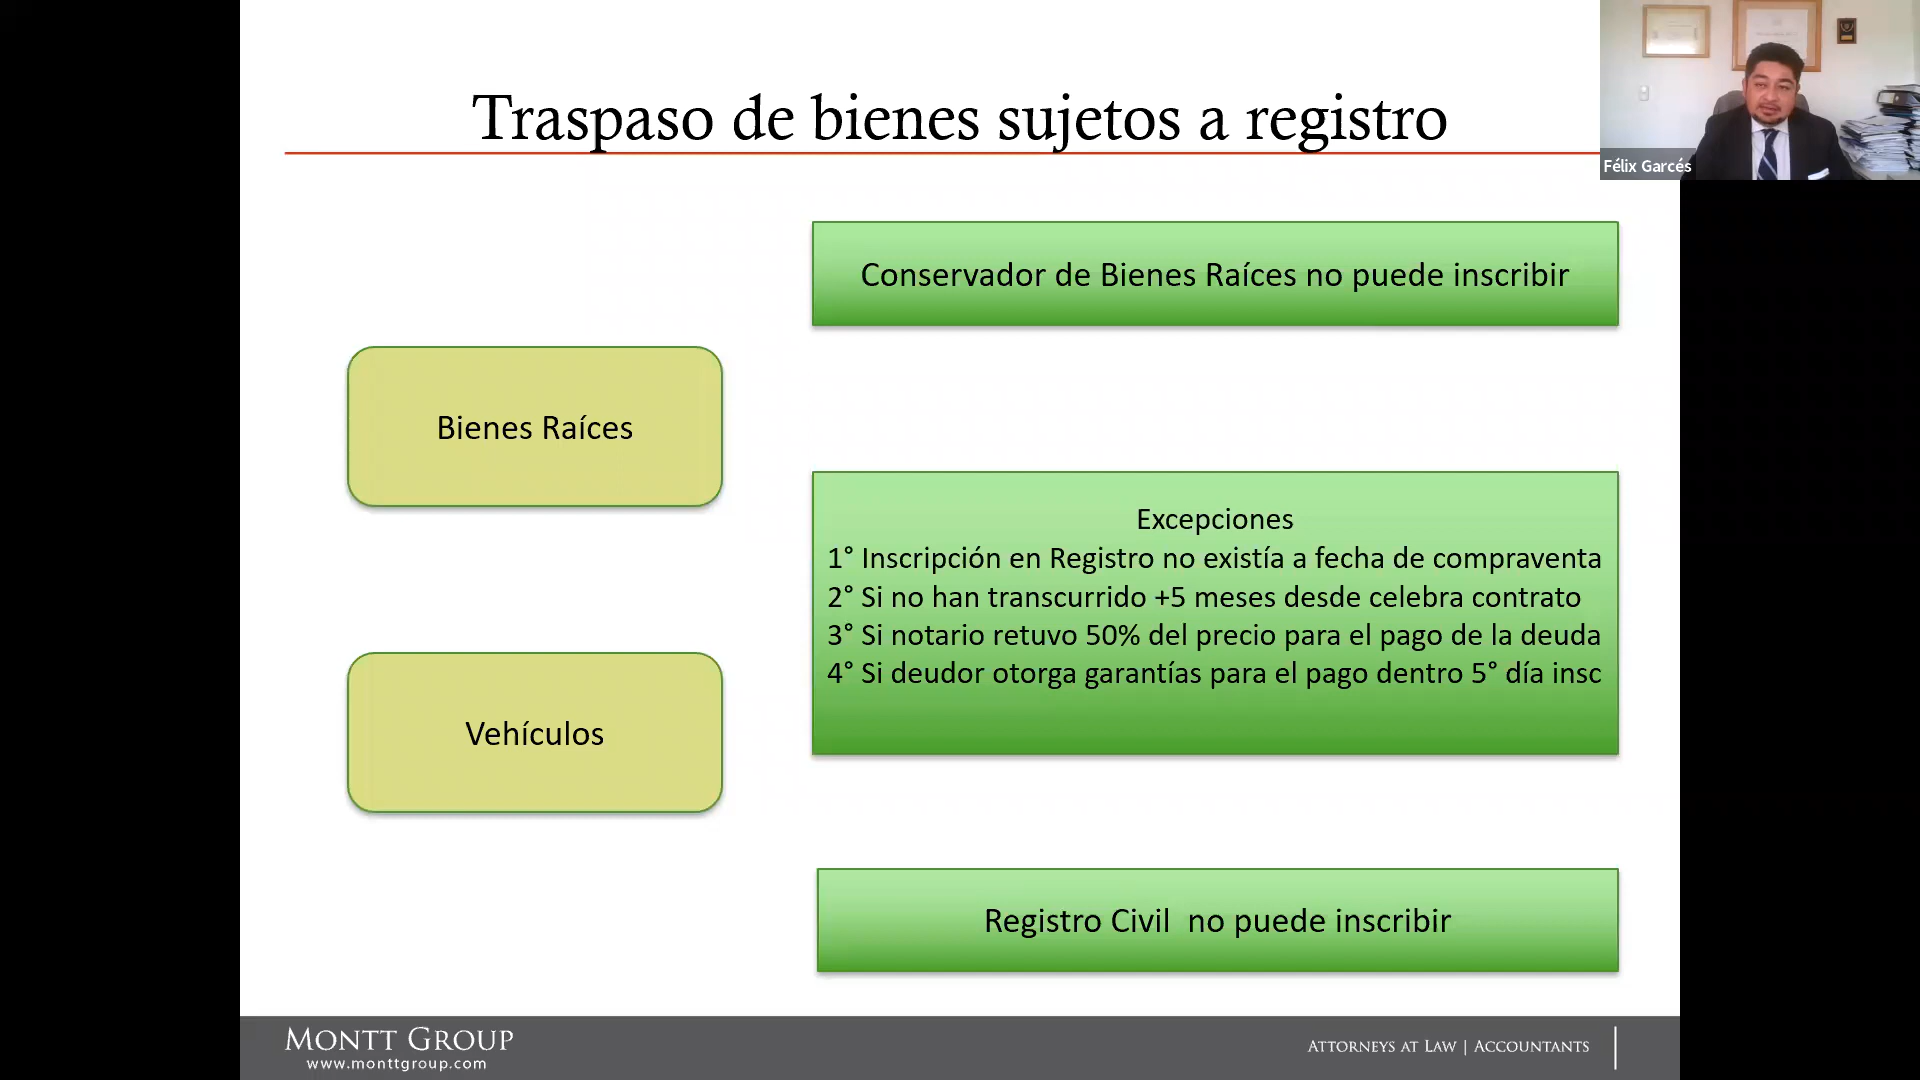 Traspaso de bienes sujetos a registro
Félix Garcés
Conservador de Bienes Raíces no puede inscribir
Bienes Raíces
Excepciones
1° Inscripción en Registro no existía a fecha de compraventa
2° Si no han transcurrido +5 meses desde celebra contrato
3° Si notario retuvo 50% del precio para el pago de la deuda
4° Si deudor otorga garantías para el pago dentro 5° día insc
Vehículos
Registro Civil  no puede inscribir
MONTT GROUP
www.monttgroup.com
ATTORNEYS AT LAW | ACCOUNTANTS